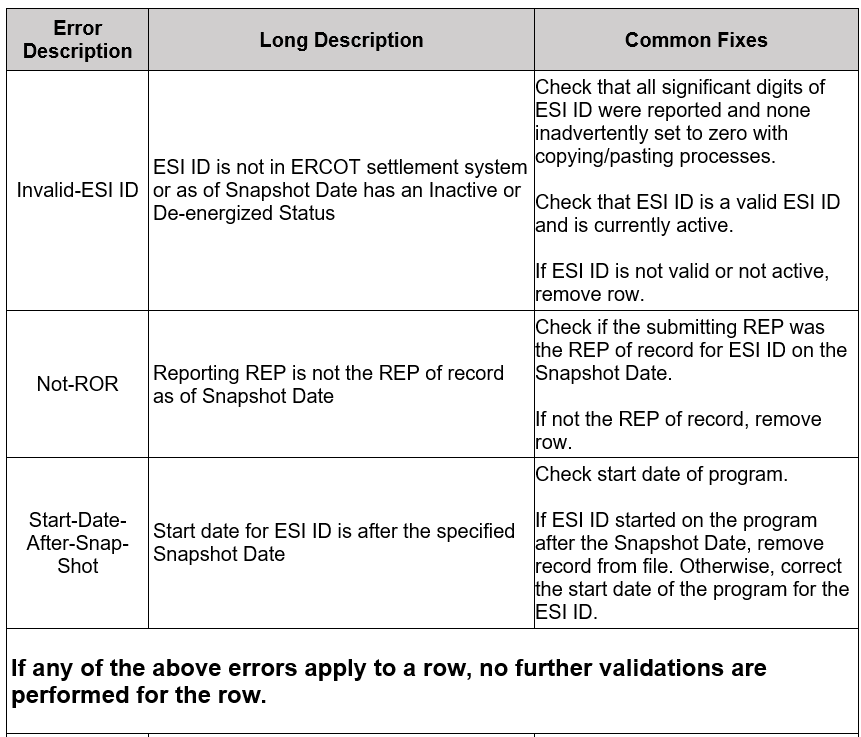 Error
Description
Long Description
Common Fixes
Invalid-ESI ID
ESI ID is not in ERCOT settlement system
or as of Snapshot Date has an Inactive or
De-energized Status
Check that all significant digits of
ESI ID were reported and none
inadvertently set to zero with
copying/pasting processes.
Check that ESI ID is a valid ESI ID
and is currently active.
If ESI ID is not valid or not active,
remove row.
Not-ROR
Reporting REP is not the REP of record
as of Snapshot Date
Check if the submitting REP was
the REP of record for ESI ID on the
Snapshot Date.
If not the REP of record, remove
row.
Start-Date-
After-Snap-
Shot
Start date for ESI ID is after the specified
Snapshot Date
Check start date of program.
If ESI ID started on the program
after the Snapshot Date, remove
record from file. Otherwise, correct
the start date of the program for the
ESI ID.
If any of the above errors apply to a row, no further validations are
performed for the row.